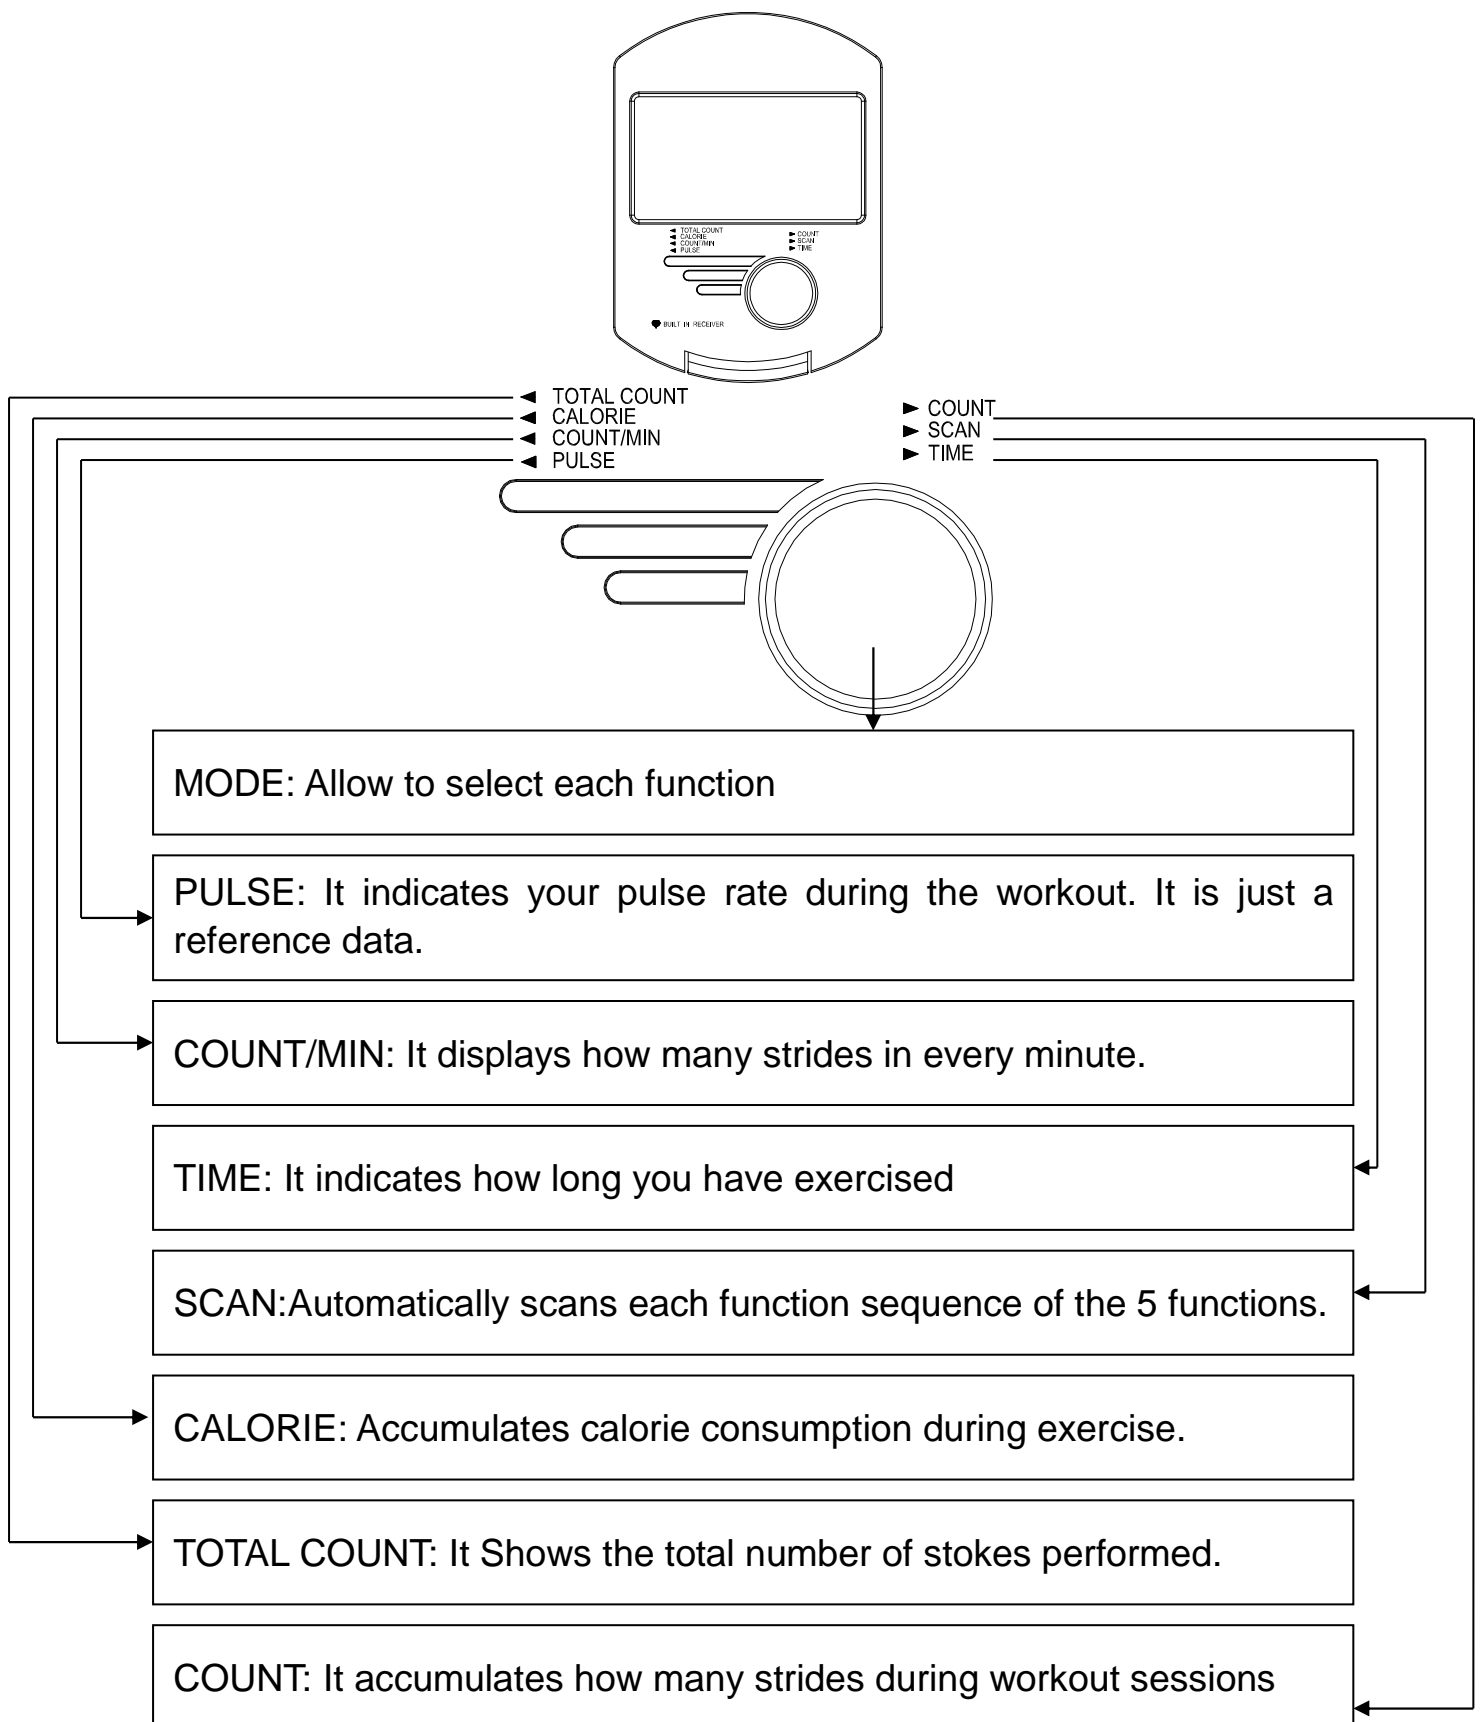 ◄ TOTAL COUNT
◄ CALORIE
◄ COUNT/MIN
◄ PULSE
► COUNT
► SCAN
► TIME
BUILT IN RECEIVER
◄ TOTAL COUNT
◄ CALORIE
◄ COUNT/MIN
◄ PULSE
► COUNT
► SCAN
► TIME
MODE: Allow to select each function
PULSE: It indicates your pulse rate during the workout. It is just a
reference data.
COUNT/MIN: It displays how many strides in every minute.
TIME: It indicates how long you have exercised
SCAN:Automatically scans each function sequence of the 5 functions.
CALORIE: Accumulates calorie consumption during exercise.
TOTAL COUNT: It Shows the total number of stokes performed.
COUNT: It accumulates how many strides during workout sessions